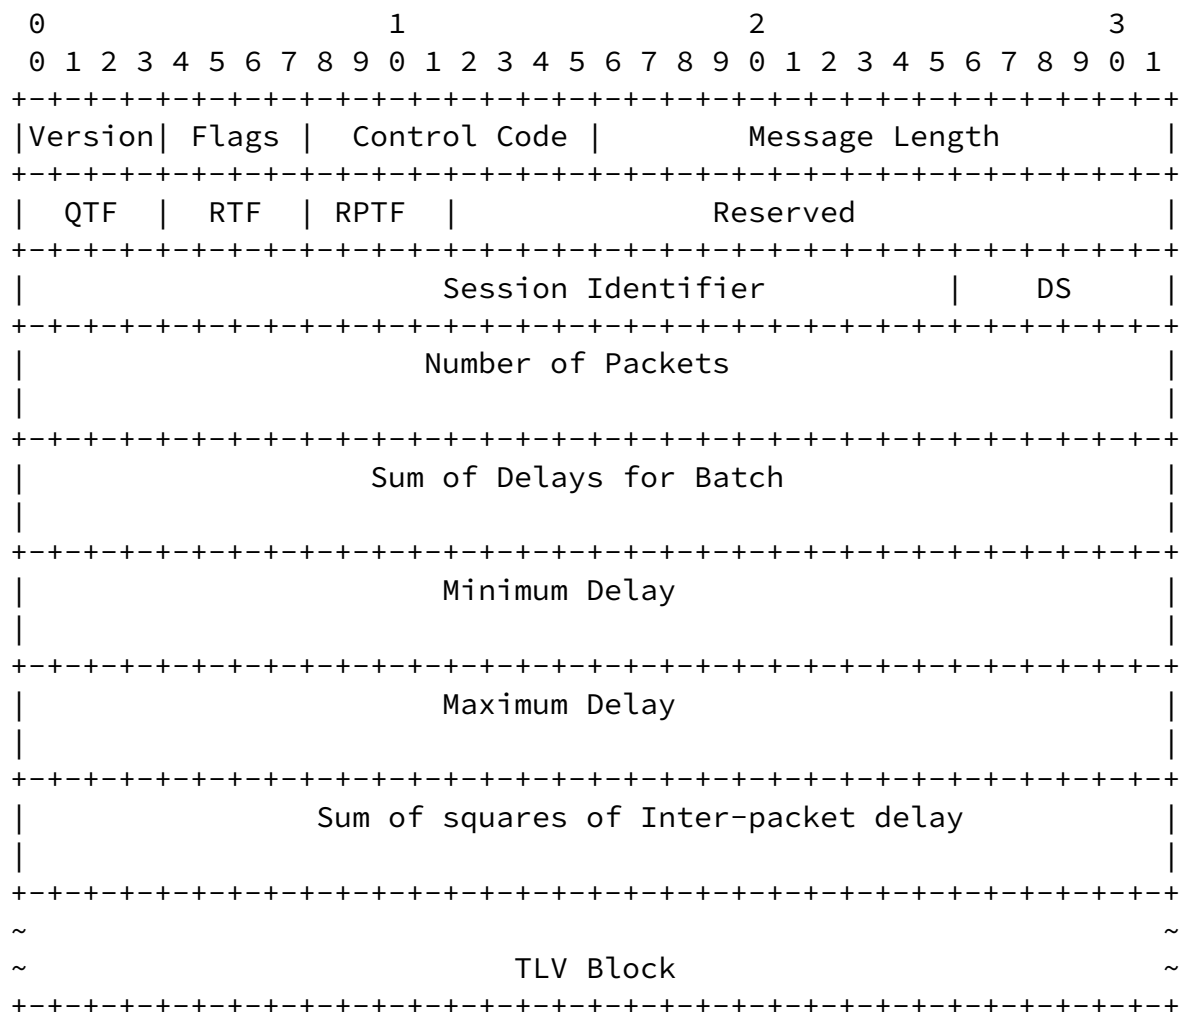 0                   1                   2                   3
 0 1 2 3 4 5 6 7 8 9 0 1 2 3 4 5 6 7 8 9 0 1 2 3 4 5 6 7 8 9 0 1
+-+-+-+-+-+-+-+-+-+-+-+-+-+-+-+-+-+-+-+-+-+-+-+-+-+-+-+-+-+-+-+-+
|Version| Flags |  Control Code |        Message Length         |
+-+-+-+-+-+-+-+-+-+-+-+-+-+-+-+-+-+-+-+-+-+-+-+-+-+-+-+-+-+-+-+-+
|  QTF  |  RTF  | RPTF  |              Reserved                 |
+-+-+-+-+-+-+-+-+-+-+-+-+-+-+-+-+-+-+-+-+-+-+-+-+-+-+-+-+-+-+-+-+
|                       Session Identifier          |    DS     |
+-+-+-+-+-+-+-+-+-+-+-+-+-+-+-+-+-+-+-+-+-+-+-+-+-+-+-+-+-+-+-+-+
|                      Number of Packets                        |
|                                                               |
+-+-+-+-+-+-+-+-+-+-+-+-+-+-+-+-+-+-+-+-+-+-+-+-+-+-+-+-+-+-+-+-+
|                   Sum of Delays for Batch                     |
|                                                               |
+-+-+-+-+-+-+-+-+-+-+-+-+-+-+-+-+-+-+-+-+-+-+-+-+-+-+-+-+-+-+-+-+
|                       Minimum Delay                           |
|                                                               |
+-+-+-+-+-+-+-+-+-+-+-+-+-+-+-+-+-+-+-+-+-+-+-+-+-+-+-+-+-+-+-+-+
|                       Maximum Delay                           |
|                                                               |
+-+-+-+-+-+-+-+-+-+-+-+-+-+-+-+-+-+-+-+-+-+-+-+-+-+-+-+-+-+-+-+-+
|                Sum of squares of Inter-packet delay           |
|                                                               |
+-+-+-+-+-+-+-+-+-+-+-+-+-+-+-+-+-+-+-+-+-+-+-+-+-+-+-+-+-+-+-+-+
~                                                               ~
~                           TLV Block                           ~
+-+-+-+-+-+-+-+-+-+-+-+-+-+-+-+-+-+-+-+-+-+-+-+-+-+-+-+-+-+-+-+-+